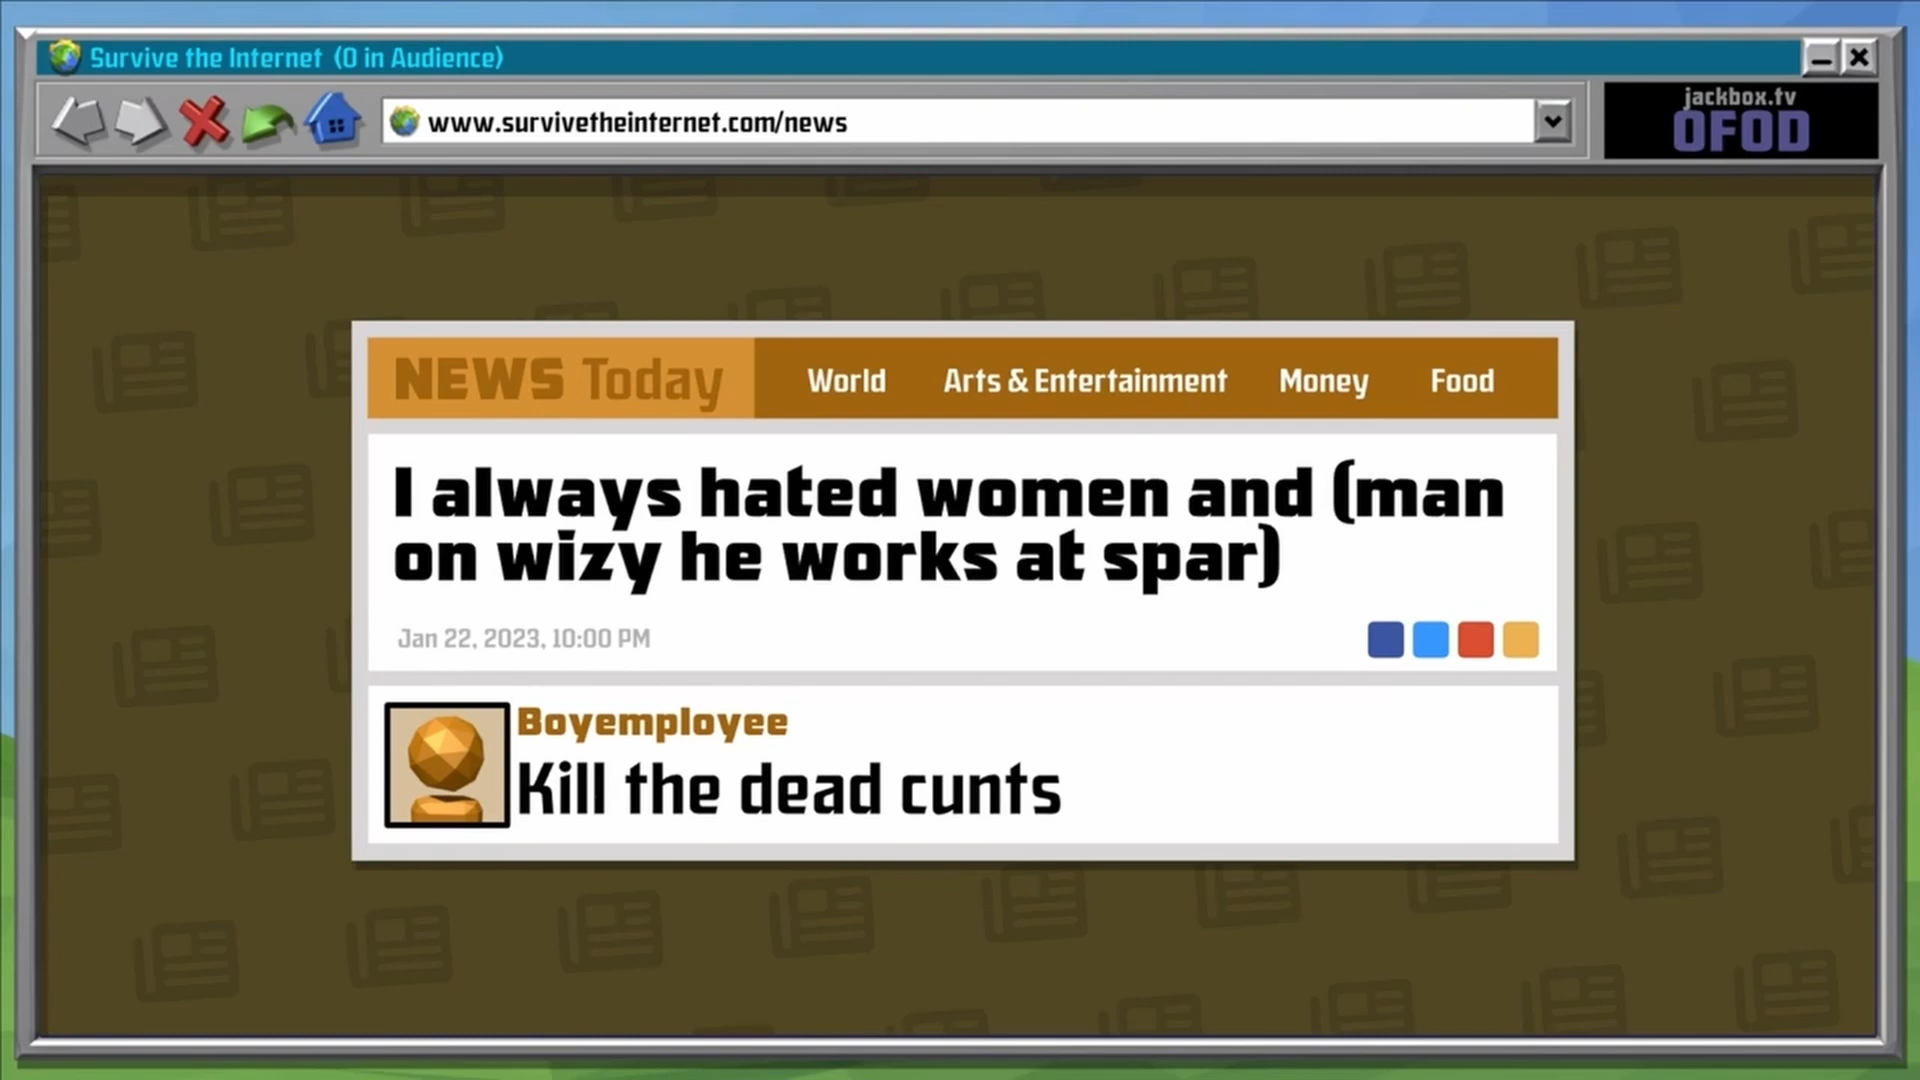 Survive the Internet (0 in Audience)
www.survivetheinternet.com/news
jackbox.tv
OFOD
NEWS Today
World
Arts & Entertainment
Money
Food
I always hated women and (man
on wizy he works at spar)
Jan 22, 2023, 10:00 PM
Boyemployee
Kill the dead cunts